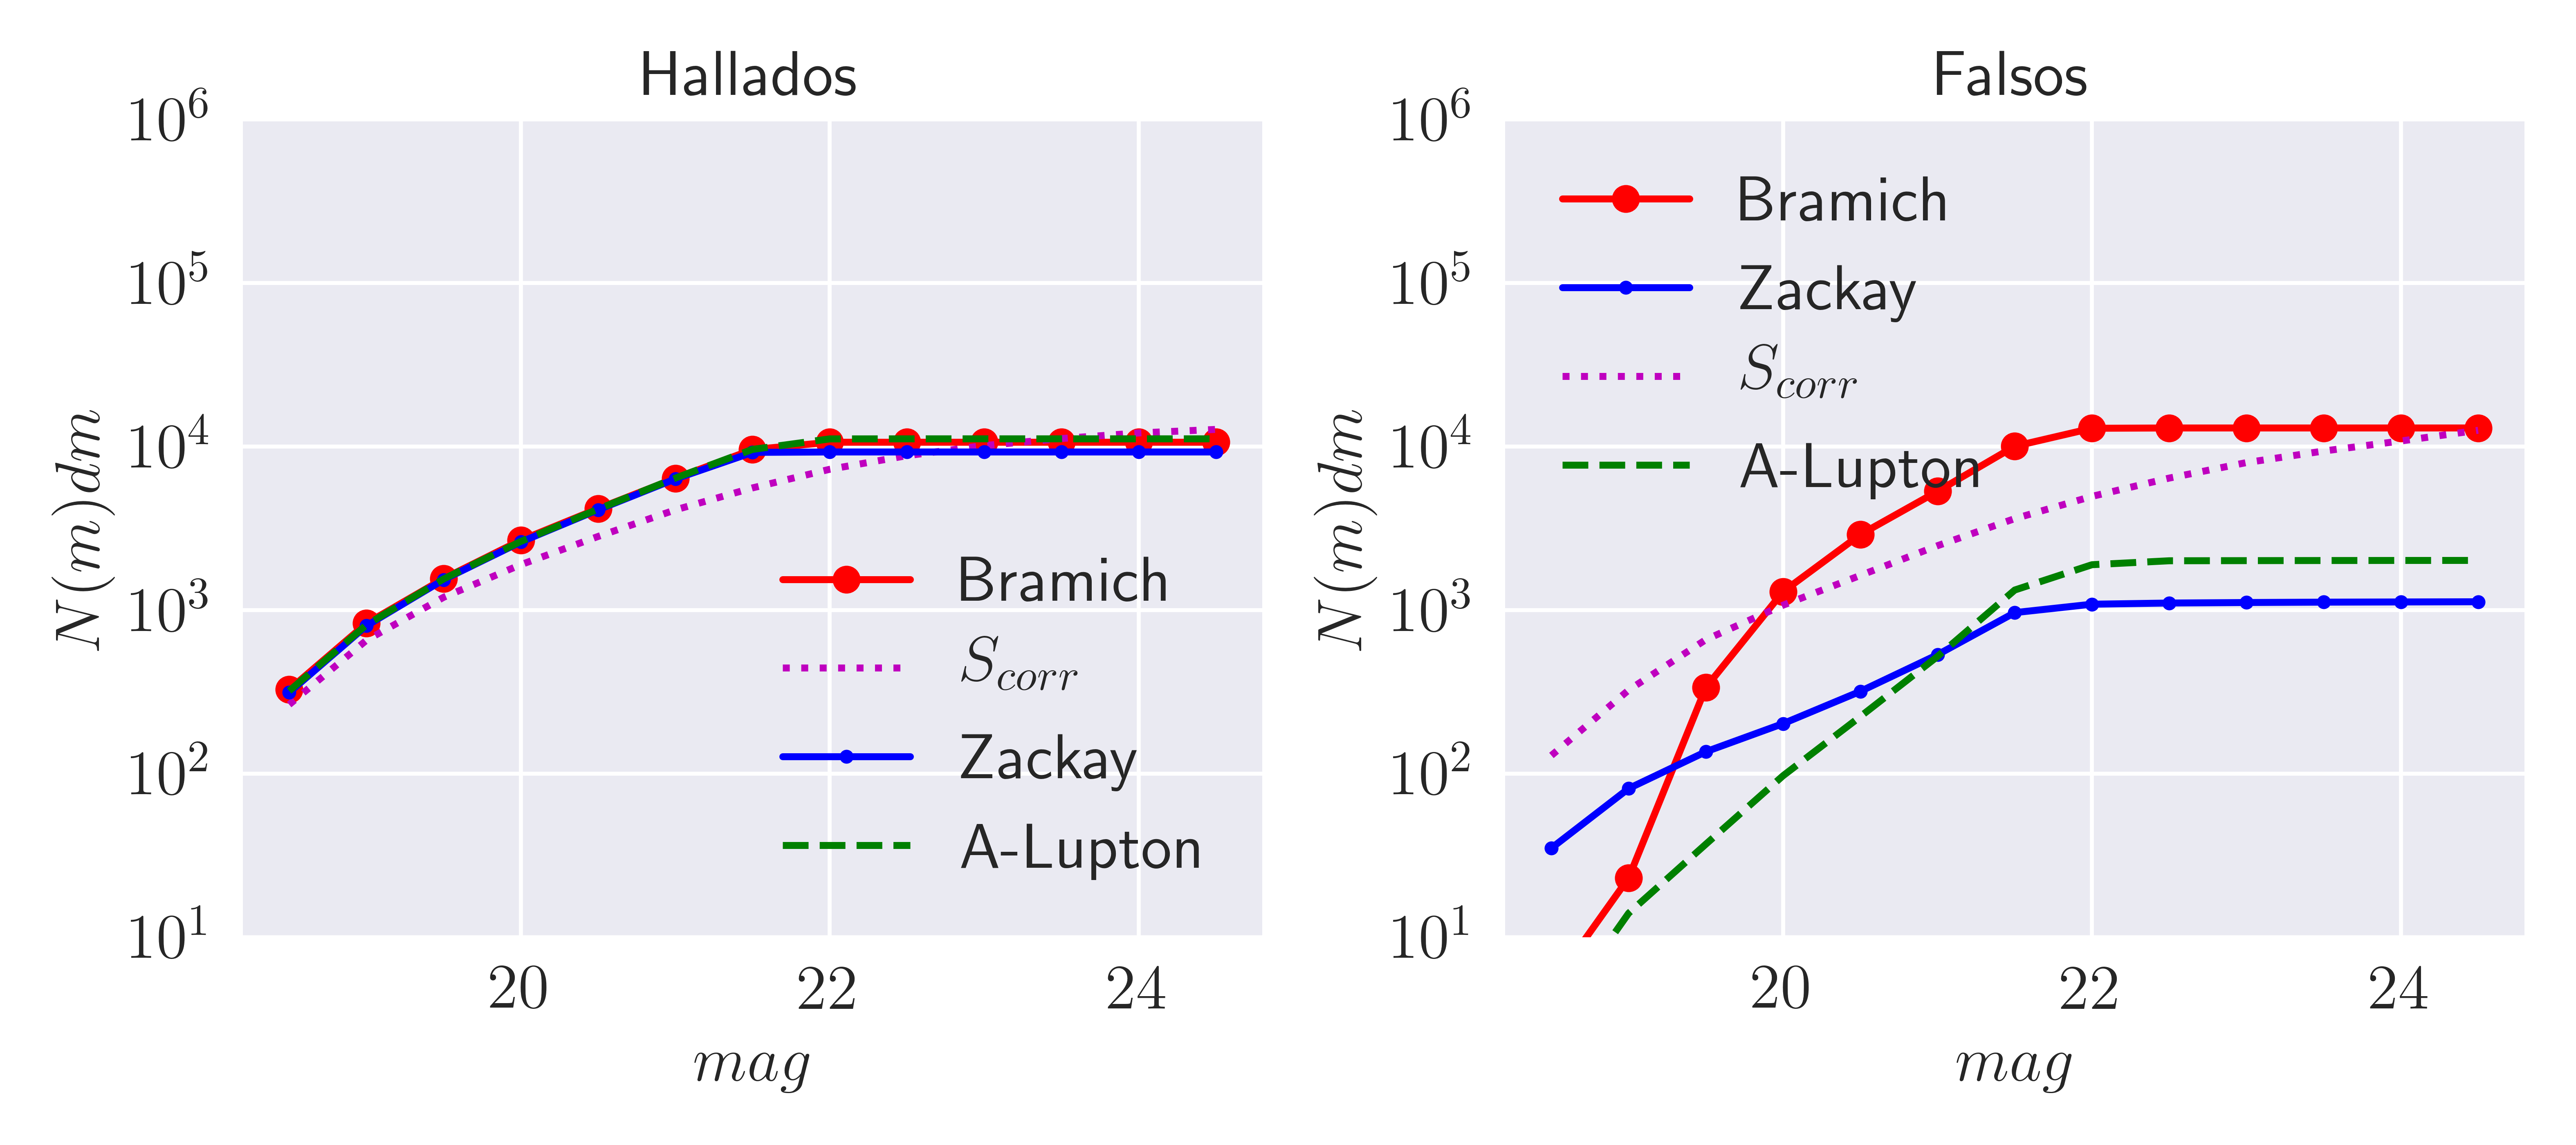 Hallados
10^6
10^5
10^4
10^3
10^2
10^1
N(m)dm
Bramich
S_corr
Zackay
A-Lupton
20 22 24
mag
Falsos
10^6
10^5
10^4
10^3
10^2
10^1
N(m)dm
Bramich
Zackay
S_corr
A-Lupton
20 22 24
mag